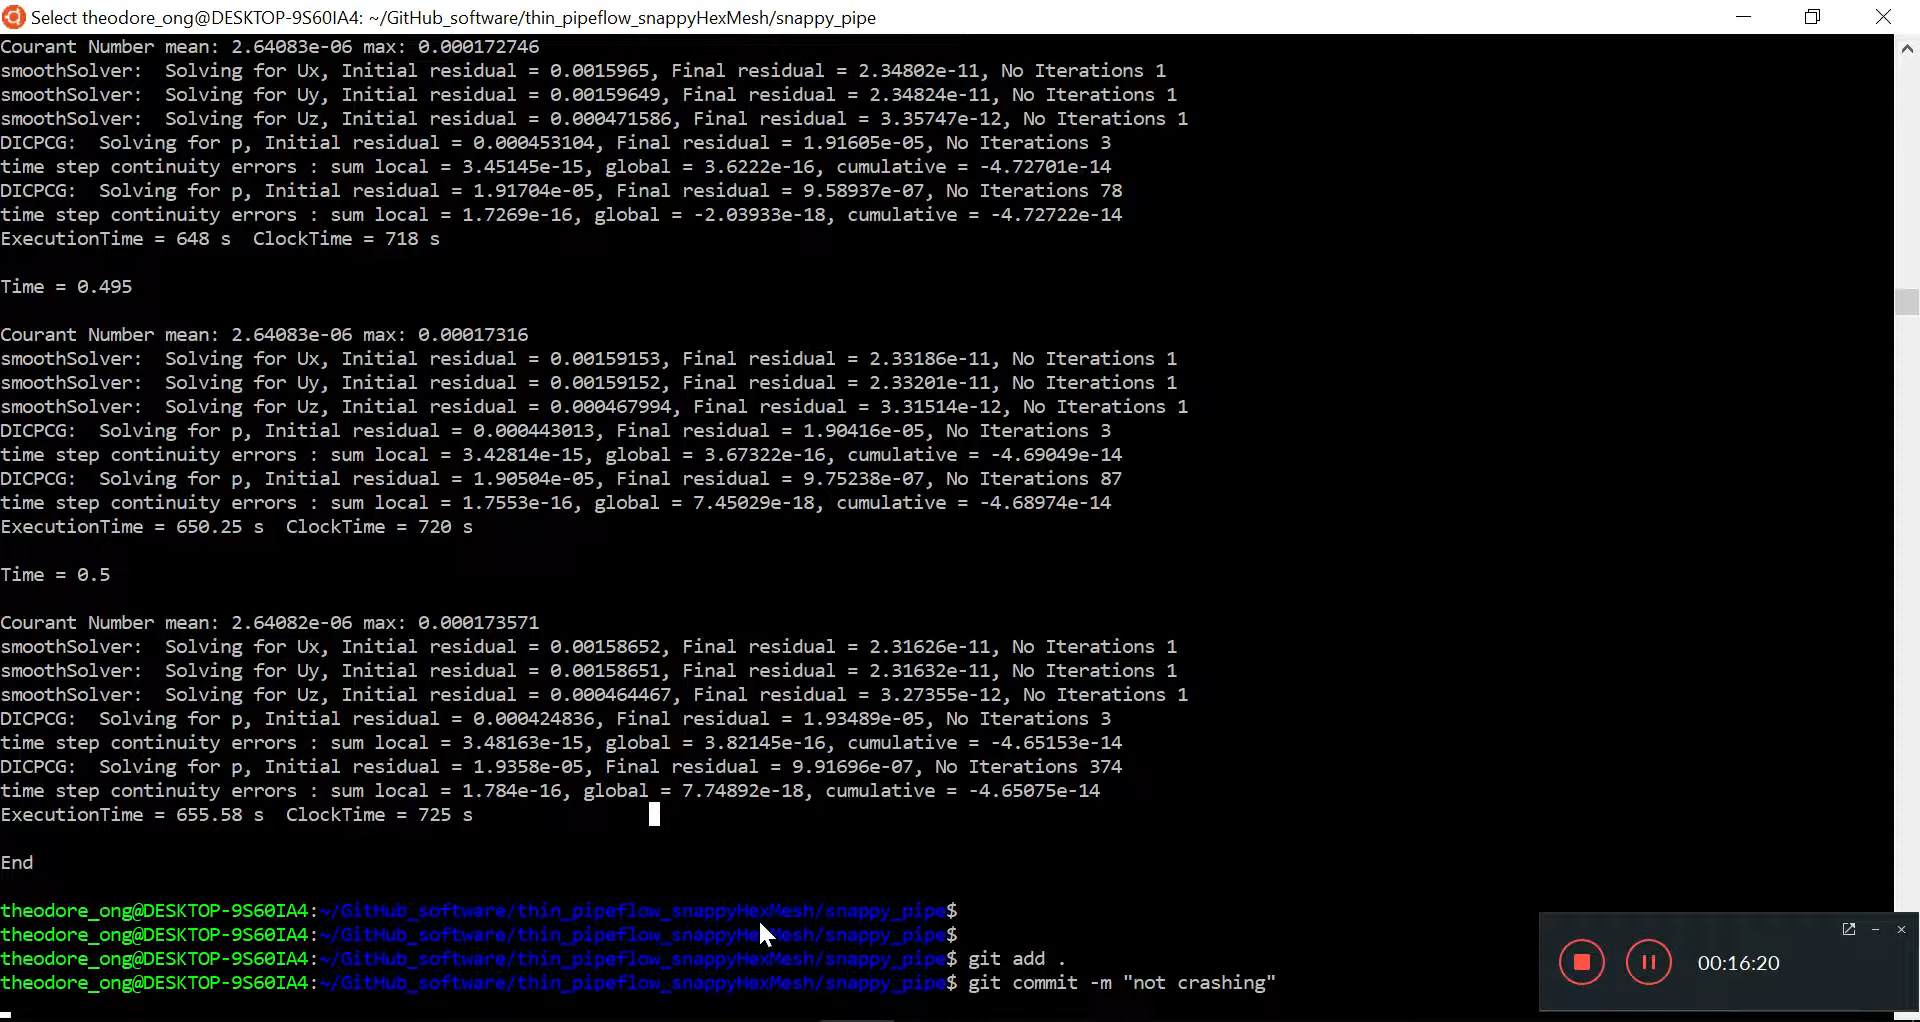 Select theodore_ong@DESKTOP-9S60IA4: ~/GitHub_software/thin_pipeflow_snappyHexMesh/snappy_pipe
Courant Number mean: 2.64083e-06 max: 0.000172746
smoothSolver:  Solving for Ux, Initial residual = 0.0015965, Final residual = 2.34802e-11, No Iterations 1
smoothSolver:  Solving for Uy, Initial residual = 0.00159649, Final residual = 2.34824e-11, No Iterations 1
smoothSolver:  Solving for Uz, Initial residual = 0.000471586, Final residual = 3.35747e-12, No Iterations 1
DICPCG:  Solving for p, Initial residual = 0.000453104, Final residual = 1.91605e-05, No Iterations 3
time step continuity errors : sum local = 3.45145e-15, global = 3.6222e-16, cumulative = -4.72701e-14
DICPCG:  Solving for p, Initial residual = 1.91704e-05, Final residual = 9.58937e-07, No Iterations 78
time step continuity errors : sum local = 1.7269e-16, global = -2.03933e-18, cumulative = -4.72722e-14
ExecutionTime = 648 s  ClockTime = 718 s
Time = 0.495
Courant Number mean: 2.64083e-06 max: 0.00017316
smoothSolver:  Solving for Ux, Initial residual = 0.00159153, Final residual = 2.33186e-11, No Iterations 1
smoothSolver:  Solving for Uy, Initial residual = 0.00159152, Final residual = 2.33201e-11, No Iterations 1
smoothSolver:  Solving for Uz, Initial residual = 0.000467994, Final residual = 3.31514e-12, No Iterations 1
DICPCG:  Solving for p, Initial residual = 0.000443013, Final residual = 1.90416e-05, No Iterations 3
time step continuity errors : sum local = 3.42814e-15, global = 3.67322e-16, cumulative = -4.69049e-14
DICPCG:  Solving for p, Initial residual = 1.90504e-05, Final residual = 9.75238e-07, No Iterations 87
time step continuity errors : sum local = 1.7553e-16, global = 7.45029e-18, cumulative = -4.68974e-14
ExecutionTime = 650.25 s  ClockTime = 720 s
Time = 0.5
Courant Number mean: 2.64082e-06 max: 0.000173571
smoothSolver:  Solving for Ux, Initial residual = 0.00158652, Final residual = 2.31626e-11, No Iterations 1
smoothSolver:  Solving for Uy, Initial residual = 0.00158651, Final residual = 2.31632e-11, No Iterations 1
smoothSolver:  Solving for Uz, Initial residual = 0.000464467, Final residual = 3.27355e-12, No Iterations 1
DICPCG:  Solving for p, Initial residual = 0.000424836, Final residual = 1.93489e-05, No Iterations 3
time step continuity errors : sum local = 3.48163e-15, global = 3.82145e-16, cumulative = -4.65153e-14
DICPCG:  Solving for p, Initial residual = 1.9358e-05, Final residual = 9.91696e-07, No Iterations 374
time step continuity errors : sum local = 1.784e-16, global = 7.74892e-18, cumulative = -4.65075e-14
ExecutionTime = 655.58 s  ClockTime = 725 s
End
theodore_ong@DESKTOP-9S60IA4:~/GitHub_software/thin_pipeflow_snappyHexMesh/snappy_pipe$
theodore_ong@DESKTOP-9S60IA4:~/GitHub_software/thin_pipeflow_snappyHexMesh/snappy_pipe$
theodore_ong@DESKTOP-9S60IA4:~/GitHub_software/thin_pipeflow_snappyHexMesh/snappy_pipe$ git add .
theodore_ong@DESKTOP-9S60IA4:~/GitHub_software/thin_pipeflow_snappyHexMesh/snappy_pipe$ git commit -m "not crashing"
00:16:20